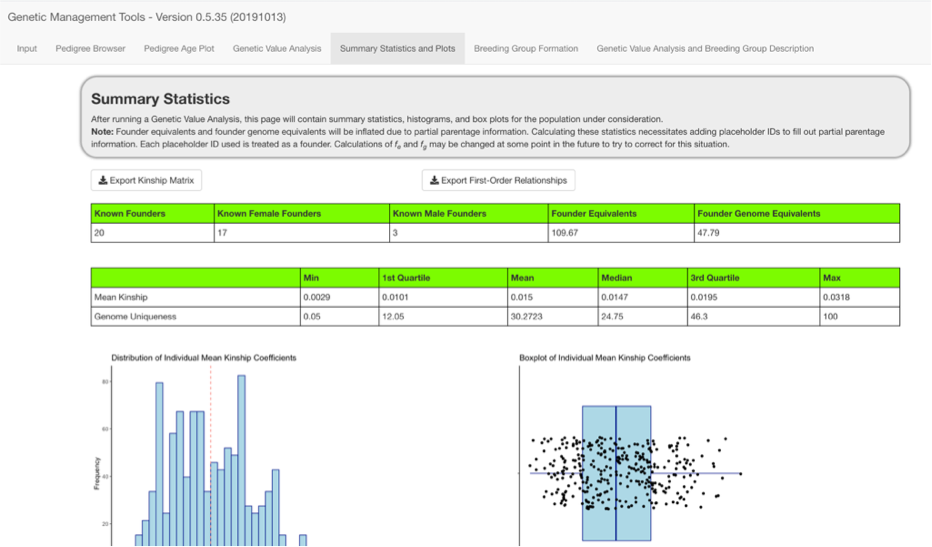 Genetic Management Tools - Version 0.5.35 (20191013)
Input Pedigree Browser Pedigree Age Plot Genetic Value Analysis Summary Statistics and Plots Breeding Group Formation Genetic Value Analysis and Breeding Group Description
Summary Statistics
After running a Genetic Value Analysis, this page will contain summary statistics, histograms, and box plots for the population under consideration.
Note: Founder equivalents and founder genome equivalents will be inflated due to partial parentage information. Calculating these statistics necessitates adding placeholder IDs to fill out partial parentage
information. Each placeholder ID used is treated as a founder. Calculations of fe and fg may be changed at some point in the future to try to correct for this situation.
Export Kinship Matrix Export First-Order Relationships
Known Founders Known Female Founders Known Male Founders Founder Equivalents Founder Genome Equivalents
20 17 3 109.67 47.79
Min 1st Quartile Mean Median 3rd Quartile Max
Mean Kinship 0.0029 0.0101 0.015 0.0147 0.0195 0.0318
Genome Uniqueness 0.05 12.05 30.2723 24.75 46.3 100
Distribution of Individual Mean Kinship Coefficients Boxplot of Individual Mean Kinship Coefficients
80
60
Frequency
40
20